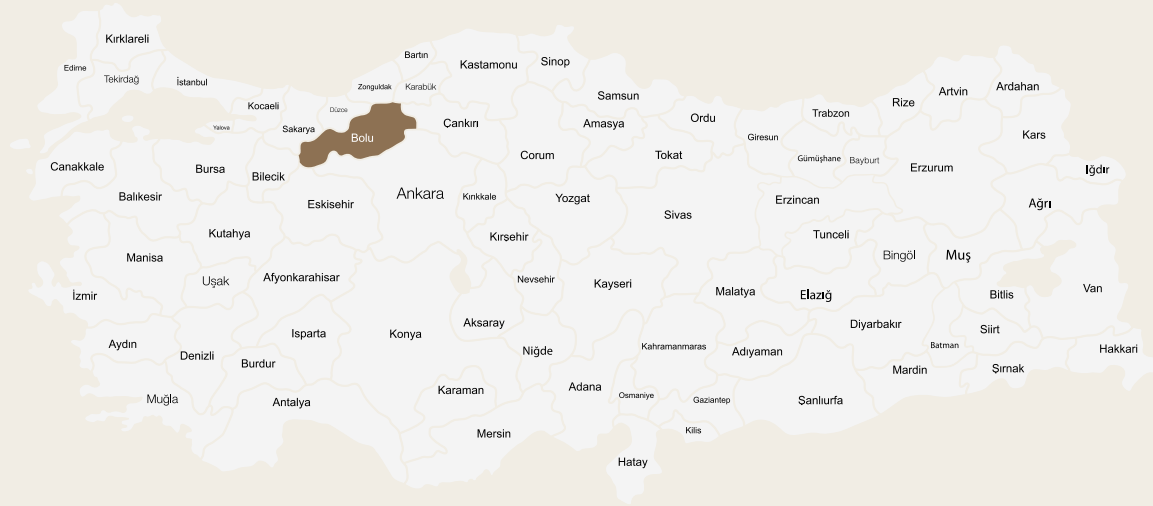 Kırklareli
Edime
Tekirdağ
İstanbul
Kocaeli
Yalova
Sakarya
Düzce
Bolu
Zonguldak
Bartın
Karabük
Kastamonu
Sinop
Çankırı
Samsun
Amasya
Corum
Ordu
Tokat
Giresun
Trabzon
Gümüşhane
Bayburt
Rize
Artvin
Ardahan
Kars
Iğdır
Erzurum
Ağrı
Canakkale
Balıkesir
Bursa
Bilecik
Eskisehir
Ankara
Kırıkkale
Yozgat
Sivas
Erzincan
Tunceli
Bingöl
Muş
Kutahya
Manisa
Uşak
Afyonkarahisar
İzmir
Kırsehir
Nevsehir
Kayseri
Malatya
Elazığ
Bitlis
Van
Aydın
Denizli
Isparta
Burdur
Konya
Aksaray
Niğde
Kahramanmaras
Adıyaman
Diyarbakır
Batman
Siirt
Hakkari
Mardin
Şırnak
Muğla
Antalya
Karaman
Mersin
Adana
Osmaniye
Gaziantep
Kilis
Şanlıurfa
Hatay